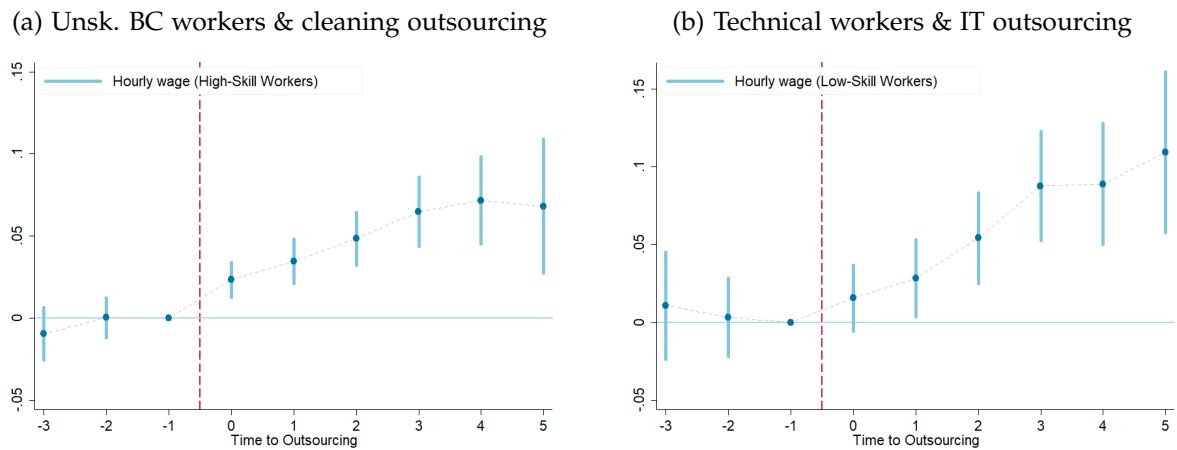 (a) Unsk. BC workers & cleaning outsourcing
Hourly wage (High-Skill Workers)
.15
.1
.05
0
-.05
-3 -2 -1 0 1 2 3 4 5
Time to Outsourcing
(b) Technical workers & IT outsourcing
Hourly wage (Low-Skill Workers)
.15
.1
.05
0
-.05
-3 -2 -1 0 1 2 3 4 5
Time to Outsourcing